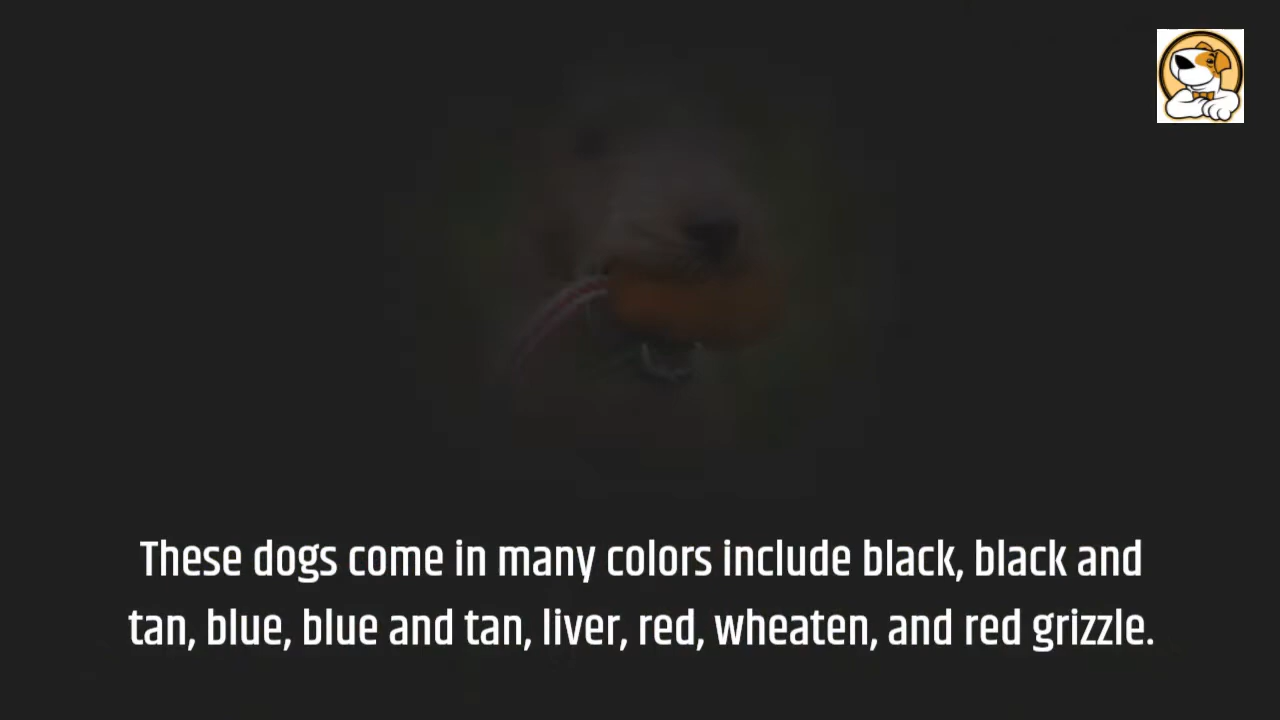 These dogs come in many colors include black, black and
tan, blue, blue and tan, liver, red, wheaten, and red grizzle.